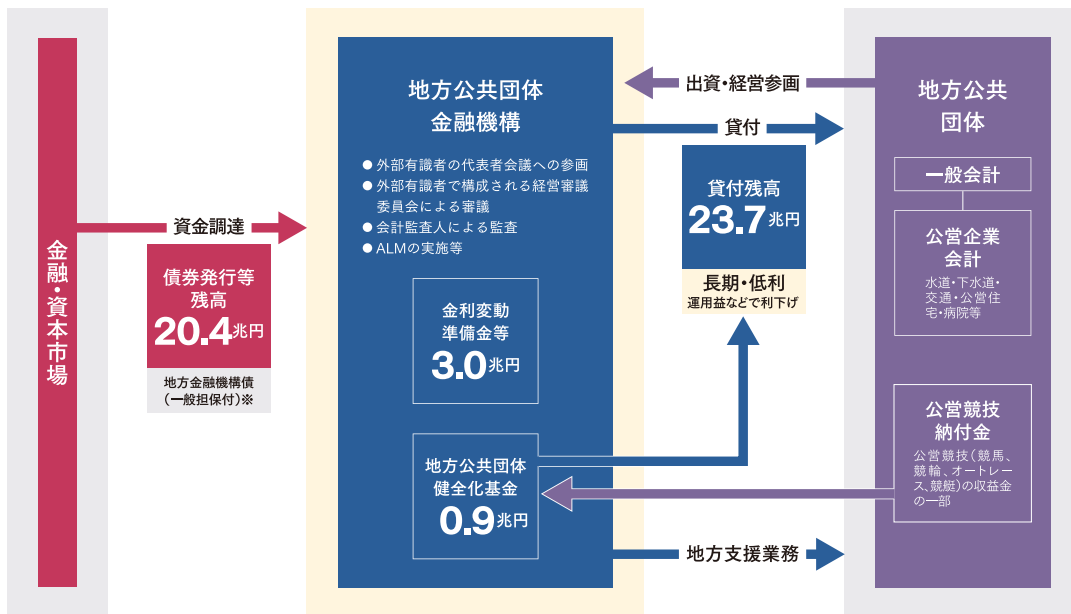 金融・資本市場
資金調達
債券発行等
残高
20.4兆円
地方金融機構債
（一般担保付）※
地方公共団体
金融機構
● 外部有識者の代表者会議への参画
● 外部有識者で構成される経営審議
委員会による審議
● 会計監査人による監査
● ALMの実施等
金利変動
準備金等
3.0兆円
地方公共団体
健全化基金
0.9兆円
出資・経営参画
貸付
貸付残高
23.7兆円
長期・低利
運用益などで利下げ
地方支援業務
地方公共
団体
一般会計
公営企業
会計
水道・下水道・
交通・公営住
宅・病院等
公営競技
納付金
公営競技（競馬、
競輪、オートレー
ス、競艇）の収益金
の一部